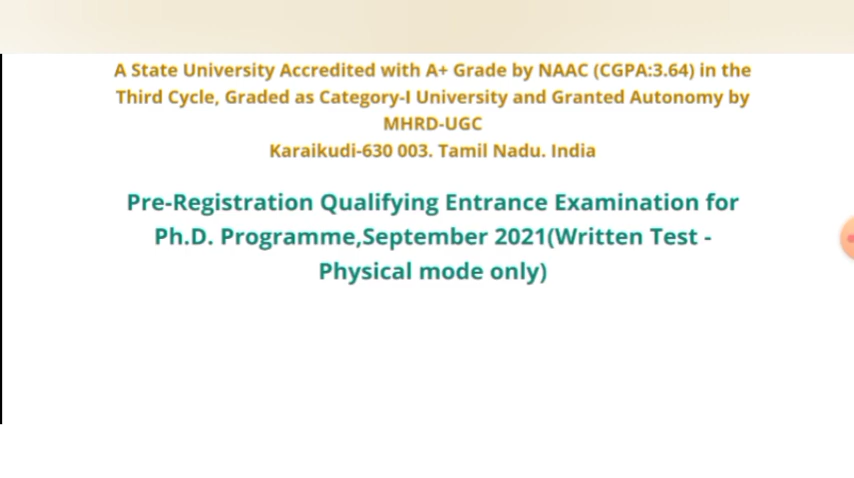 A State University Accredited with A+ Grade by NAAC (CGPA:3.64) in the
Third Cycle, Graded as Category-I University and Granted Autonomy by
MHRD-UGC
Karaikudi-630 003. Tamil Nadu. India
Pre-Registration Qualifying Entrance Examination for
Ph.D. Programme,September 2021(Written Test -
Physical mode only)